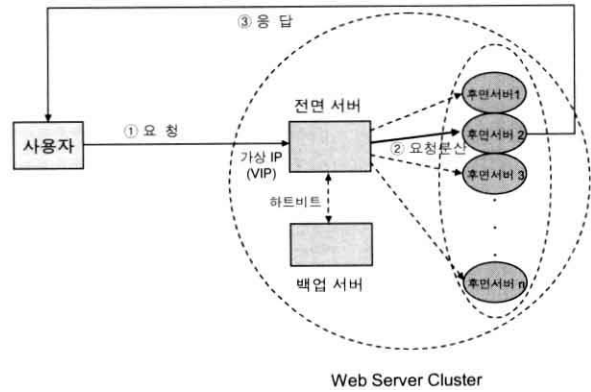 ③ 응 답
전면 서버
후면서버1
① 요 청
사용자
후면서버 2
② 요청분산
가상 IP
(VIP)
후면서버 3
하트비트
백업 서버
후면서버 n
Web Server Cluster